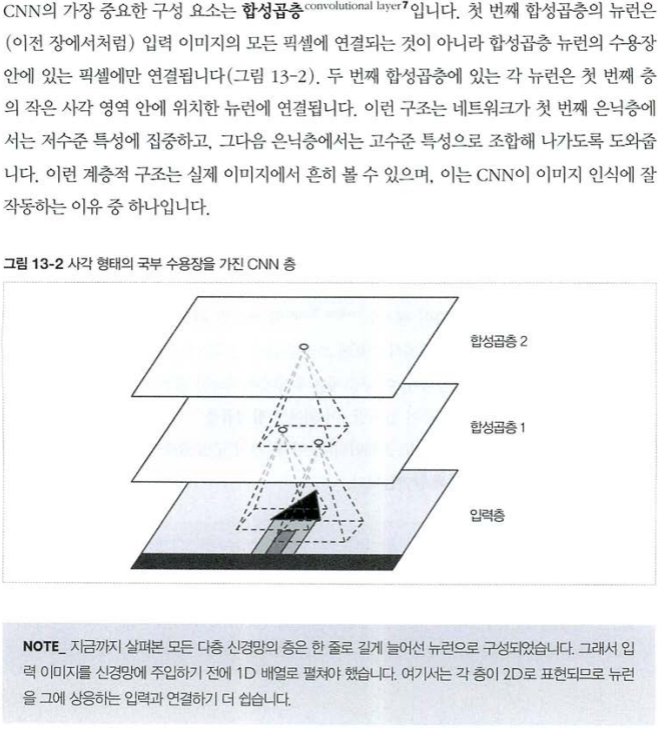 CNN의 가장 중요한 구성 요소는 합성곱층convolutional layer7입니다. 첫 번째 합성곱층의 뉴런은
(이전 장에서처럼) 입력 이미지의 모든 픽셀에 연결되는 것이 아니라 합성곱층 뉴런의 수용장
안에 있는 픽셀에만 연결됩니다(그림 13-2). 두 번째 합성곱층에 있는 각 뉴런은 첫 번째 층
의 작은 사각 영역 안에 위치한 뉴런에 연결됩니다. 이런 구조는 네트워크가 첫 번째 은닉층에
서는 저수준 특성에 집중하고, 그다음 은닉층에서는 고수준 특성으로 조합해 나가도록 도와줍
니다. 이런 계층적 구조는 실제 이미지에서 흔히 볼 수 있으며, 이는 CNN이 이미지 인식에 잘
작동하는 이유 중 하나입니다.
그림 13-2 사각 형태의 국부 수용장을 가진 CNN 층
합성곱층 2
합성곱층 1
입력층
NOTE_ 지금까지 살펴본 모든 다층 신경망의 층은 한 줄로 길게 늘어선 뉴런으로 구성되었습니다. 그래서 입
력 이미지를 신경망에 주입하기 전에 1D 배열로 펼쳐야 했습니다. 여기서는 각 층이 2D로 표현되므로 뉴런
을 그에 상응하는 입력과 연결하기 더 쉽습니다.